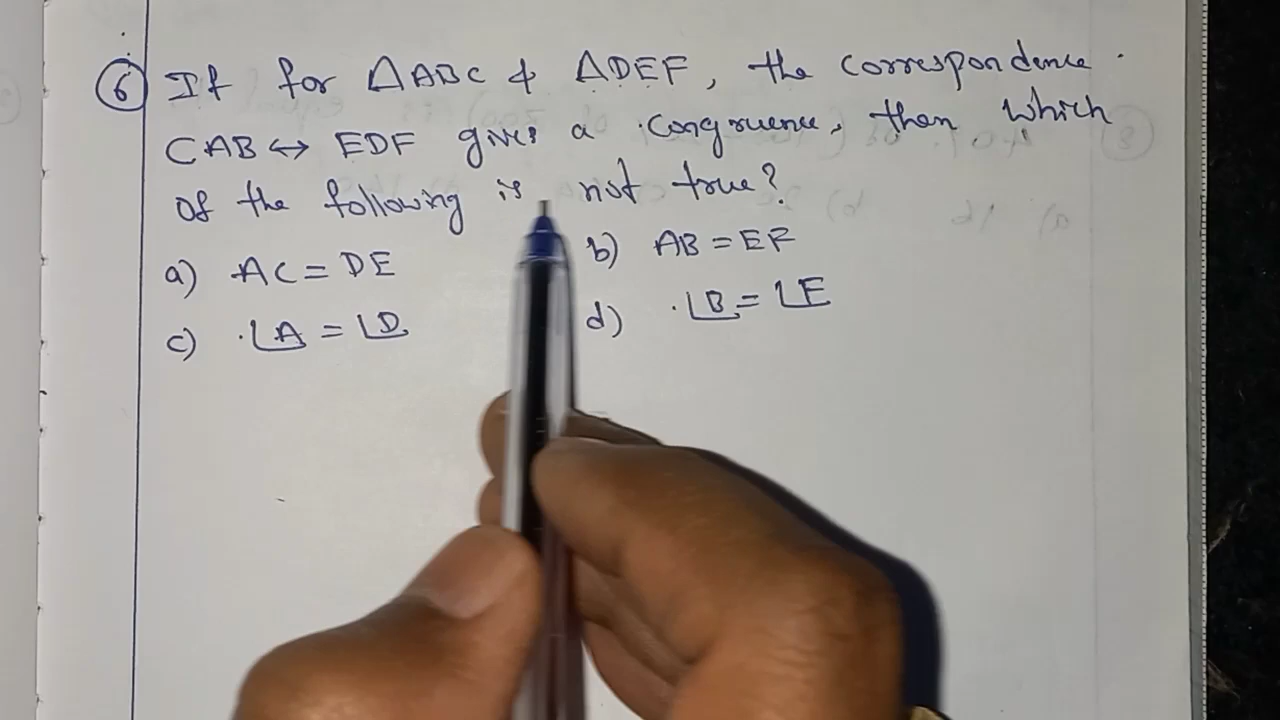 6 If for ∆ABC & ∆DEF, the correspondence
CAB ↔ EDF gives a congruence, then which
of the following is not true?
a) AC = DE b) AB = EF
c) ∠A = ∠D d) ∠B = ∠E